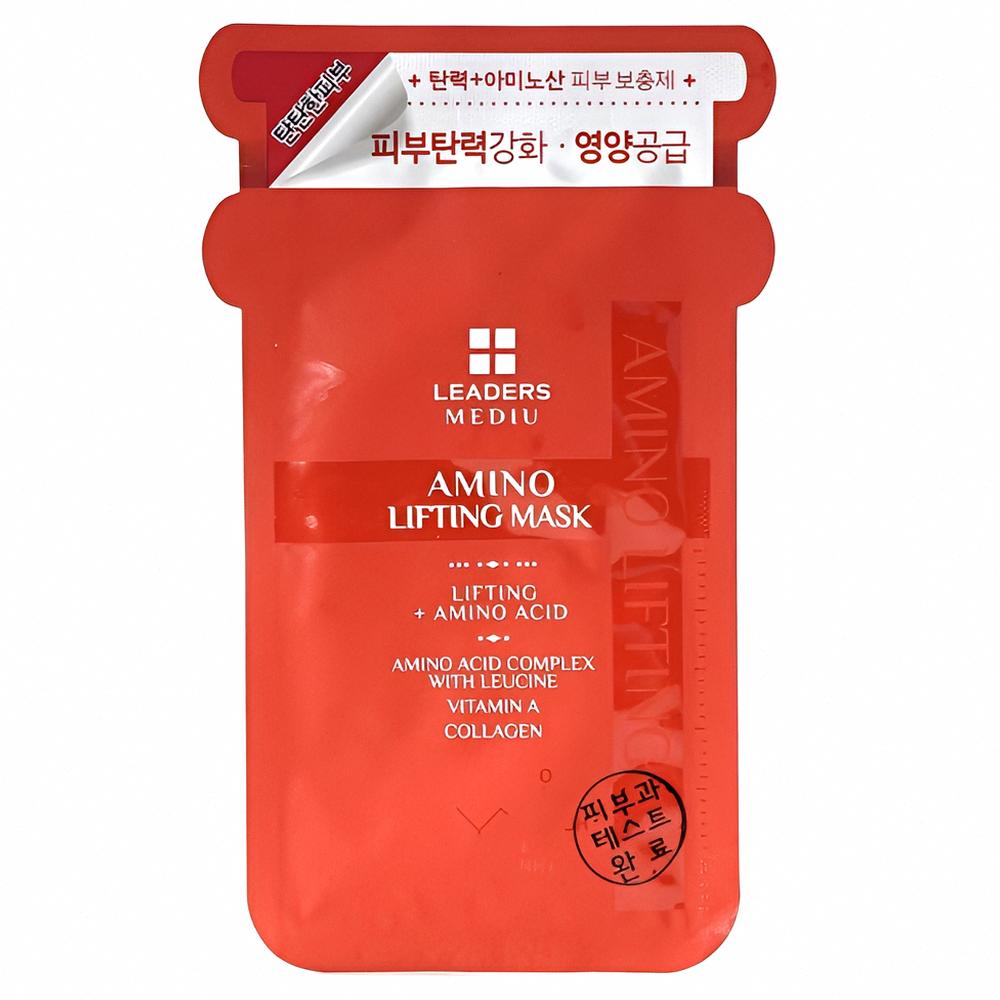 탄탄한피부
+ 탄력+아미노산 피부 보충제 +
피부탄력강화 · 영양공급
LEADERS
MEDIU
AMINO
LIFTING MASK
LIFTING
+ AMINO ACID
AMINO ACID COMPLEX
WITH LEUCINE
VITAMIN A
COLLAGEN
AMINO LIFTING
피부과
테스트
완료